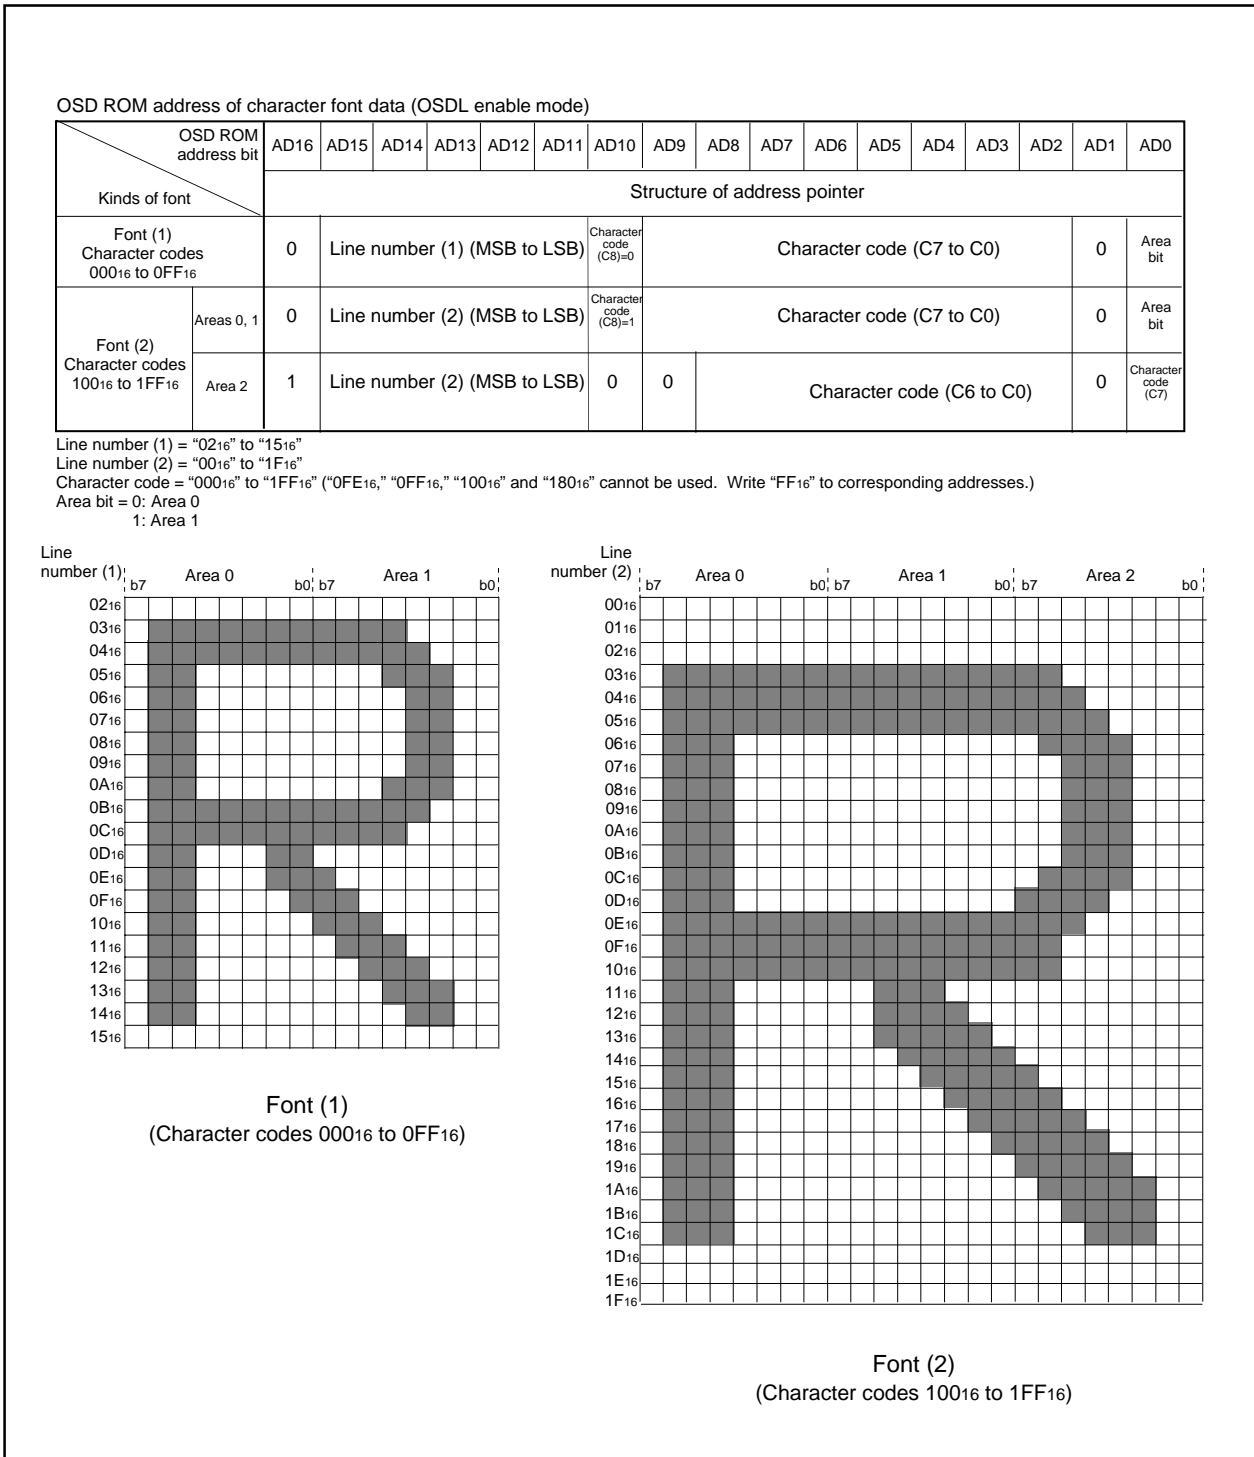 OSD ROM address of character font data (OSDL enable mode)
OSD ROM
address bit
Kinds of font
AD16 AD15 AD14 AD13 AD12 AD11 AD10 AD9 AD8 AD7 AD6 AD5 AD4 AD3 AD2 AD1 AD0
Structure of address pointer
Font (1)
Character codes
00016 to 0FF16
0 Line number (1) (MSB to LSB) Character code (C8)=0 Character code (C7 to C0) 0 Area bit
Font (2)
Character codes
10016 to 1FF16
Areas 0, 1 0 Line number (2) (MSB to LSB) Character code (C8)=1 Character code (C7 to C0) 0 Area bit
Area 2 1 Line number (2) (MSB to LSB) 0 0 Character code (C6 to C0) 0 Character code (C7)
Line number (1) = “0216” to “1516”
Line number (2) = “0016” to “1F16”
Character code = “00016” to “1FF16” (“0FE16,” “0FF16,” “10016” and “18016” cannot be used. Write “FF16” to corresponding addresses.)
Area bit = 0: Area 0
1: Area 1
Line
number (1)
b7 Area 0 b0 b7 Area 1 b0
0216
0316
0416
0516
0616
0716
0816
0916
0A16
0B16
0C16
0D16
0E16
0F16
1016
1116
1216
1316
1416
1516
Font (1)
(Character codes 00016 to 0FF16)
Line
number (2)
b7 Area 0 b0 b7 Area 1 b0 b7 Area 2 b0
0016
0116
0216
0316
0416
0516
0616
0716
0816
0916
0A16
0B16
0C16
0D16
0E16
0F16
1016
1116
1216
1316
1416
1516
1616
1716
1816
1916
1A16
1B16
1C16
1D16
1E16
1F16
Font (2)
(Character codes 10016 to 1FF16)